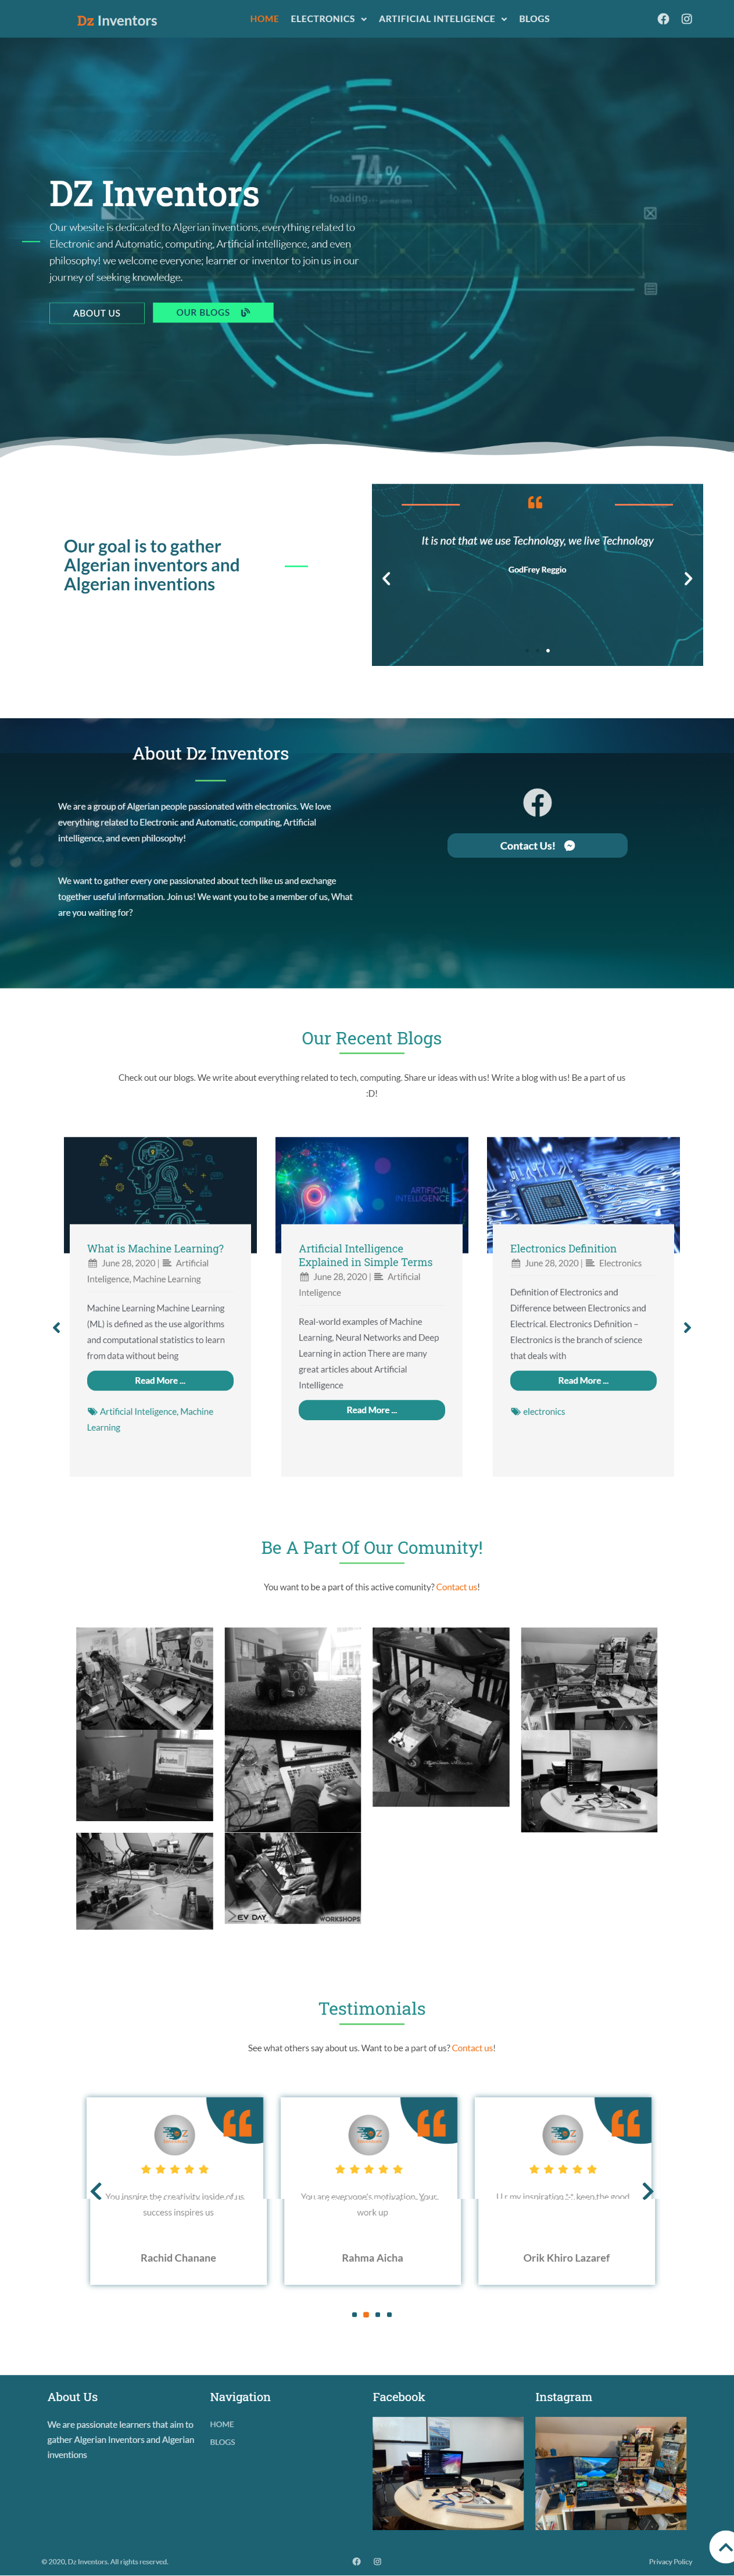 Dz Inventors
HOME
ELECTRONICS
ARTIFICIAL INTELIGENCE
BLOGS
74%
loading...
DZ Inventors
Our wbesite is dedicated to Algerian inventions, everything related to
Electronic and Automatic, computing, Artificial intelligence, and even
philosophy! we welcome everyone; learner or inventor to join us in our
journey of seeking knowledge.
ABOUT US
OUR BLOGS
Our goal is to gather
Algerian inventors and
Algerian inventions
It is not that we use Technology, we live Technology
GodFrey Reggio
About Dz Inventors
We are a group of Algerian people passionated with electronics. We love
everything related to Electronic and Automatic, computing, Artificial
intelligence, and even philosophy!
We want to gather every one passionated about tech like us and exchange
together useful information. Join us! We want you to be a member of us, What
are you waiting for?
Contact Us!
Our Recent Blogs
Check out our blogs. We write about everything related to tech, computing. Share ur ideas with us! Write a blog with us! Be a part of us
:D!
What is Machine Learning?
June 28, 2020 | Artificial
Inteligence, Machine Learning
Machine Learning Machine Learning
(ML) is defined as the use algorithms
and computational statistics to learn
from data without being
Read More ...
Artificial Inteligence, Machine
Learning
ARTIFICIAL
INTELLIGENCE
Artificial Intelligence
Explained in Simple Terms
June 28, 2020 | Artificial
Inteligence
Real-world examples of Machine
Learning, Neural Networks and Deep
Learning in action There are many
great articles about Artificial
Intelligence
Read More ...
Electronics Definition
June 28, 2020 | Electronics
Definition of Electronics and
Difference between Electronics and
Electrical. Electronics Definition –
Electronics is the branch of science
that deals with
Read More ...
electronics
Be A Part Of Our Comunity!
You want to be a part of this active comunity? Contact us!
EV DAY
WORKSHOPS
Testimonials
See what others say about us. Want to be a part of us? Contact us!
You inspire the creativity inside of us,
success inspires us
Rachid Chanane
You are everyone's motivation. Your
work up
Rahma Aicha
U r my inspiration ^-^ keep the good
Orik Khiro Lazaref
About Us
We are passionate learners that aim to
gather Algerian Inventors and Algerian
inventions
Navigation
HOME
BLOGS
Facebook
Instagram
© 2020, Dz Inventors. All rights reserved.
Privacy Policy